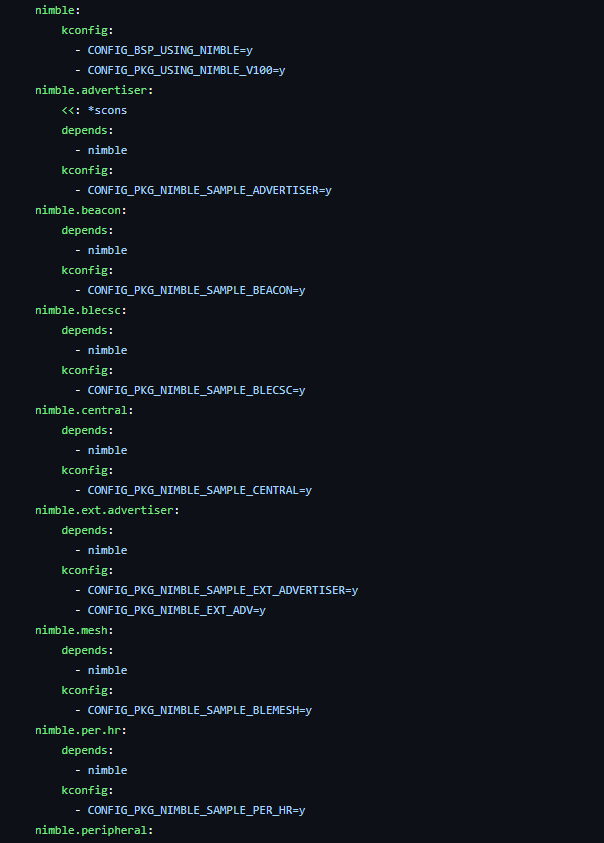 nimble:
kconfig:
- CONFIG_BSP_USING_NIMBLE=y
- CONFIG_PKG_USING_NIMBLE_V100=y
nimble.advertiser:
<<: *scons
depends:
- nimble
kconfig:
- CONFIG_PKG_NIMBLE_SAMPLE_ADVERTISER=y
nimble.beacon:
depends:
- nimble
kconfig:
- CONFIG_PKG_NIMBLE_SAMPLE_BEACON=y
nimble.blecsc:
depends:
- nimble
kconfig:
- CONFIG_PKG_NIMBLE_SAMPLE_BLECSC=y
nimble.central:
depends:
- nimble
kconfig:
- CONFIG_PKG_NIMBLE_SAMPLE_CENTRAL=y
nimble.ext.advertiser:
depends:
- nimble
kconfig:
- CONFIG_PKG_NIMBLE_SAMPLE_EXT_ADVERTISER=y
- CONFIG_PKG_NIMBLE_EXT_ADV=y
nimble.mesh:
depends:
- nimble
kconfig:
- CONFIG_PKG_NIMBLE_SAMPLE_BLEMESH=y
nimble.per.hr:
depends:
- nimble
kconfig:
- CONFIG_PKG_NIMBLE_SAMPLE_PER_HR=y
nimble.peripheral: